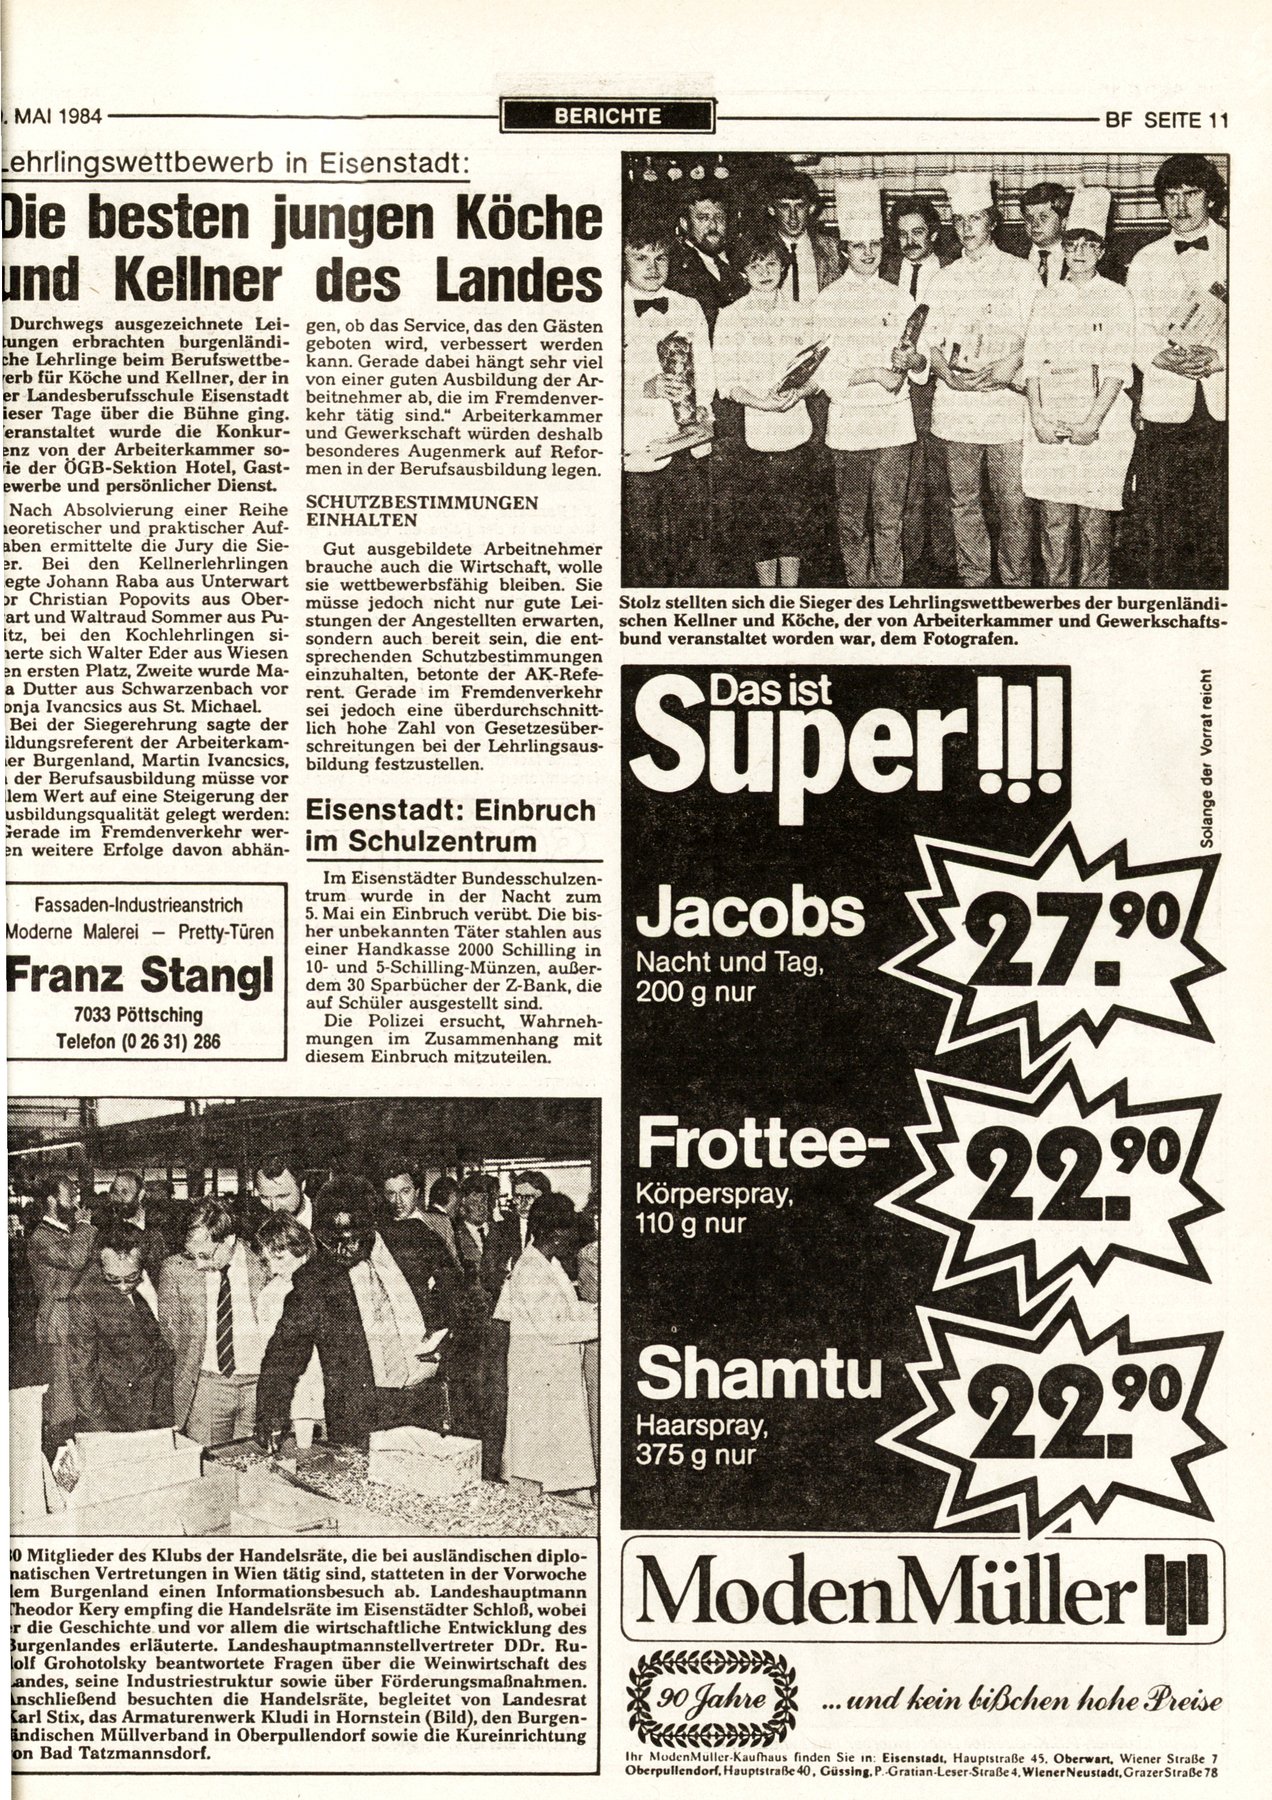 . MAI 1984
BERICHTE
BF SEITE 11
ehrlingswettbewerb in Eisenstadt:
Die besten jungen Köche
und Kellner des Landes
Durchwegs ausgezeichnete Lei-
tungen erbrachten burgenländi-
che Lehrlinge beim Berufswettbe-
erb für Köche und Kellner, der in
er Landesberufsschule Eisenstadt
ieser Tage über die Bühne ging.
eranstaltet wurde die Konkur-
enz von der Arbeiterkammer so-
ie der ÖGB-Sektion Hotel, Gast-
ewerbe und persönlicher Dienst.
Nach Absolvierung einer Reihe
eoretischer und praktischer Auf-
aben ermittelte die Jury die Sie-
er. Bei den Kellnerlehrlingen
egte Johann Raba aus Unterwart
or Christian Popovits aus Ober-
art und Waltraud Sommer aus Pu-
itz, bei den Kochlehrlingen si-
herte sich Walter Eder aus Wiesen
en ersten Platz, Zweite wurde Ma-
a Dutter aus Schwarzenbach vor
onja Ivancsics aus St. Michael.
Bei der Siegerehrung sagte der
ildungsreferent der Arbeiterkam-
er Burgenland, Martin Ivancsics,
der Berufsausbildung müsse vor
llem Wert auf eine Steigerung der
usbildungsqualität gelegt werden:
Gerade im Fremdenverkehr wer-
en weitere Erfolge davon abhän-
gen, ob das Service, das den Gästen
geboten wird, verbessert werden
kann. Gerade dabei hängt sehr viel
von einer guten Ausbildung der Ar-
beitnehmer ab, die im Fremdenver-
kehr tätig sind.“ Arbeiterkammer
und Gewerkschaft würden deshalb
besonderes Augenmerk auf Refor-
men in der Berufsausbildung legen.
SCHUTZBESTIMMUNGEN
EINHALTEN
Gut ausgebildete Arbeitnehmer
brauche auch die Wirtschaft, wolle
sie wettbewerbsfähig bleiben. Sie
müsse jedoch nicht nur gute Lei-
stungen der Angestellten erwarten,
sondern auch bereit sein, die ent-
sprechenden Schutzbestimmungen
einzuhalten, betonte der AK-Refe-
rent. Gerade im Fremdenverkehr
sei jedoch eine überdurchschnitt-
lich hohe Zahl von Gesetzesüber-
schreitungen bei der Lehrlingsaus-
bildung festzustellen.
Eisenstadt: Einbruch
im Schulzentrum
Im Eisenstädter Bundesschulzen-
trum wurde in der Nacht zum
5. Mai ein Einbruch verübt. Die bis-
her unbekannten Täter stahlen aus
einer Handkasse 2000 Schilling in
10- und 5-Schilling-Münzen, außer-
dem 30 Sparbücher der Z-Bank, die
auf Schüler ausgestellt sind.
Die Polizei ersucht, Wahrneh-
mungen im Zusammenhang mit
diesem Einbruch mitzuteilen.
Fassaden-Industrieanstrich
Moderne Malerei — Pretty-Türen
Franz Stangl
7033 Pöttsching
Telefon (0 26 31) 286
0 Mitglieder des Klubs der Handelsräte, die bei ausländischen diplo-
matischen Vertretungen in Wien tätig sind, statteten in der Vorwoche
dem Burgenland einen Informationsbesuch ab. Landeshauptmann
Theodor Kery empfing die Handelsräte im Eisenstädter Schloß, wobei
r die Geschichte und vor allem die wirtschaftliche Entwicklung des
Burgenlandes erläuterte. Landeshauptmannstellvertreter DDr. Ru-
olf Grohotolsky beantwortete Fragen über die Weinwirtschaft des
Landes, seine Industriestruktur sowie über Förderungsmaßnahmen.
Anschließend besuchten die Handelsräte, begleitet von Landesrat
Karl Stix, das Armaturenwerk Kludi in Hornstein (Bild), den Burgen-
ändischen Müllverband in Oberpullendorf sowie die Kureinrichtung
on Bad Tatzmannsdorf.
Stolz stellten sich die Sieger des Lehrlingswettbewerbes der burgenländi-
schen Kellner und Köche, der von Arbeiterkammer und Gewerkschafts-
bund veranstaltet worden war, dem Fotografen.
Das ist
Super!!!
Solange der Vorrat reicht
Jacobs
Nacht und Tag,
200 g nur
27.90
Frottee-
Körperspray,
110 g nur
22.90
Shamtu
Haarspray,
375 g nur
22.90
ModenMüller
90 Jahre
...und kein bißchen hohe Preise
Ihr ModenMüller-Kaufhaus finden Sie in: Eisenstadt, Hauptstraße 45, Oberwart, Wiener Straße 7
Oberpullendorf, Hauptstraße 40, Güssing, P.-Gratian-Leser-Straße 4, Wiener Neustadt, Grazer Straße 78